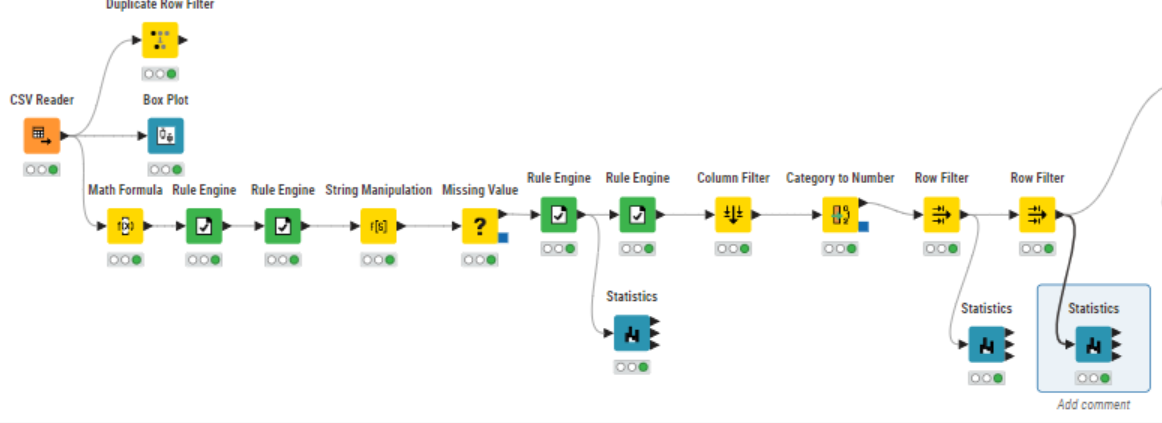 Duplicate Row Filter
CSV Reader
Box Plot
Math Formula
Rule Engine
Rule Engine
String Manipulation
Missing Value
Rule Engine
Rule Engine
Column Filter
Category to Number
Row Filter
Row Filter
f(x)
f[s]
?
Statistics
Statistics
Statistics
Add comment